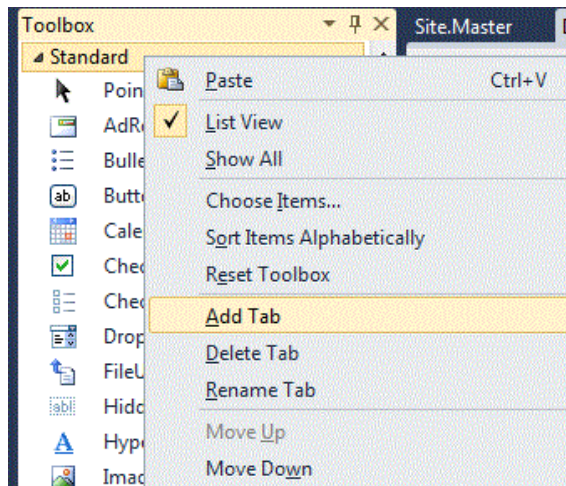 Toolbox
Site.Master
Standard
Poin
Paste Ctrl+V
AdR
List View
Bulle
Show All
ab Butt
Choose Items...
Cale
Sort Items Alphabetically
Chec
Reset Toolbox
Chec
Add Tab
Drop
Delete Tab
FileU
Rename Tab
abl Hidd
Move Up
A Hype
Move Down
Imag